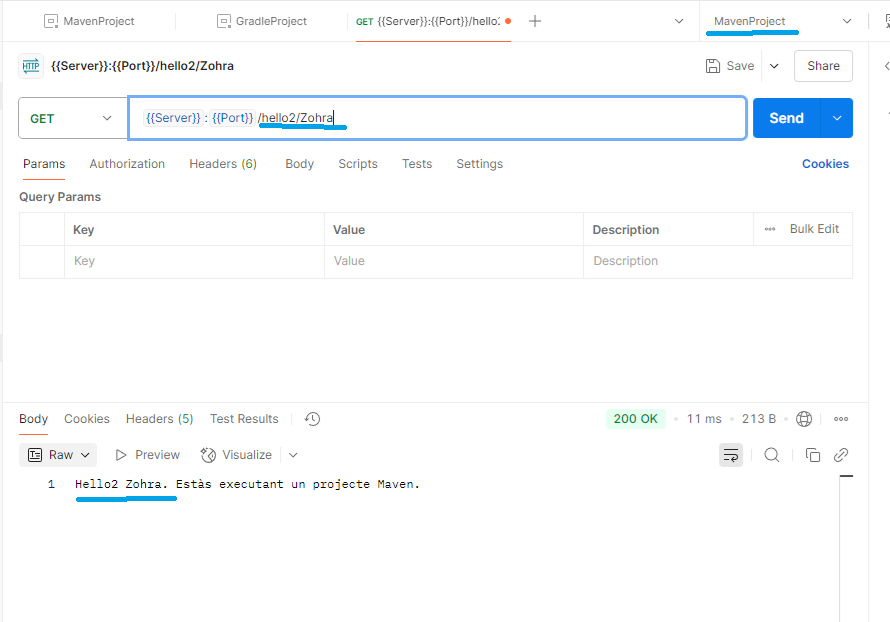 MavenProject
GradleProject
GET {{Server}}:{{Port}}/hello2
MavenProject
HTTP {{Server}}:{{Port}}/hello2/Zohra
Save
Share
GET
{{Server}} : {{Port}} /hello2/Zohra
Send
Params Authorization Headers (6) Body Scripts Tests Settings Cookies
Query Params
Key Value Description Bulk Edit
Key Value Description
Body Cookies Headers (5) Test Results 200 OK • 11 ms • 213 B
Raw Preview Visualize
1 Hello2 Zohra. Estàs executant un projecte Maven.